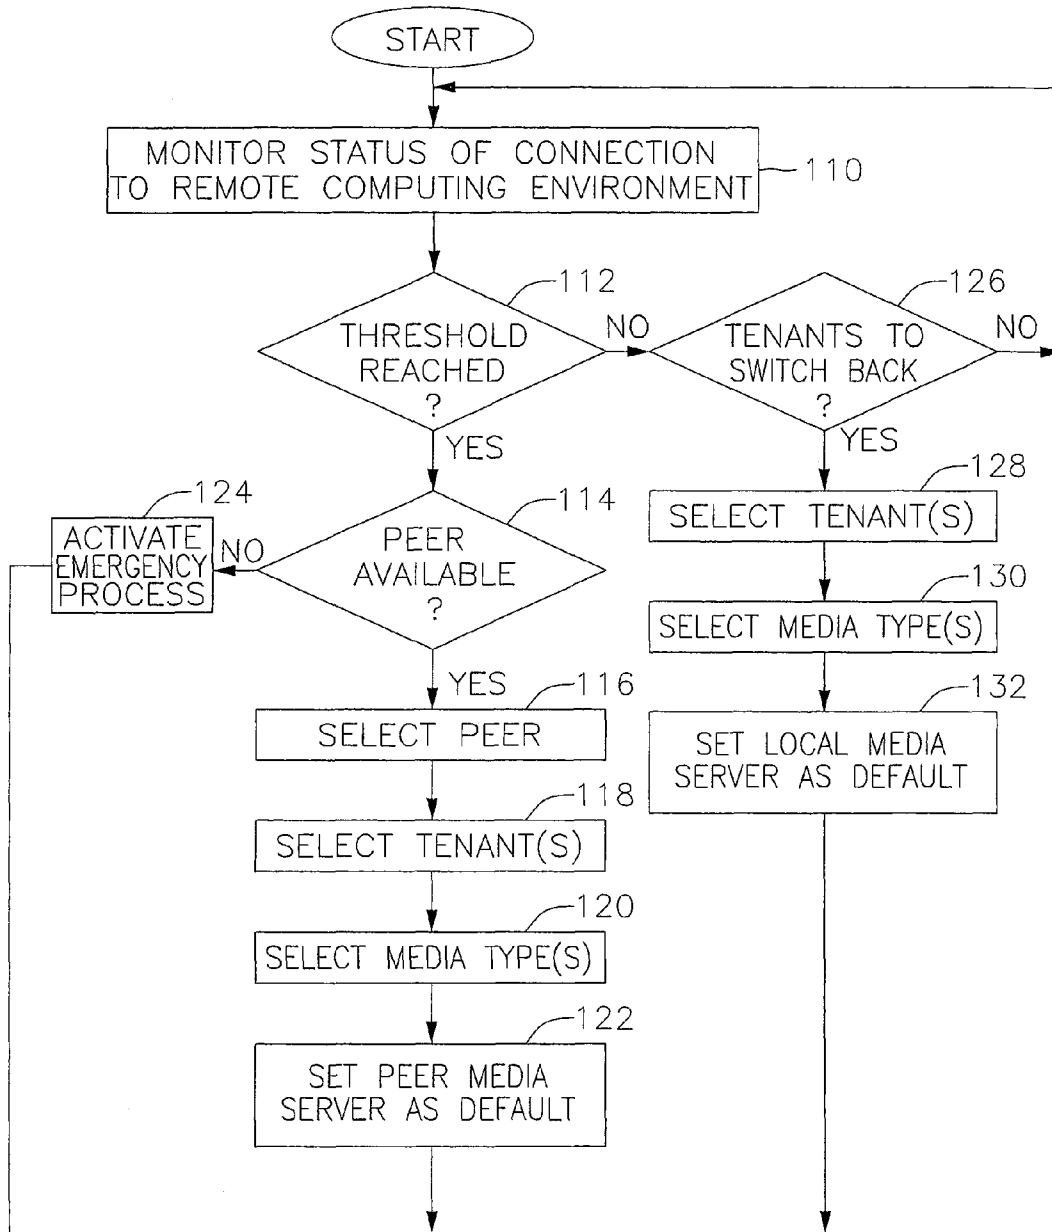 START
MONITOR STATUS OF CONNECTION
TO REMOTE COMPUTING ENVIRONMENT
110
THRESHOLD
REACHED
?
112
NO
YES
TENANTS TO
SWITCH BACK
?
126
NO
YES
ACTIVATE
EMERGENCY
PROCESS
124
NO
PEER
AVAILABLE
?
114
YES
SELECT TENANT(S)
128
SELECT MEDIA TYPE(S)
130
SET LOCAL MEDIA
SERVER AS DEFAULT
132
SELECT PEER
116
SELECT TENANT(S)
118
SELECT MEDIA TYPE(S)
120
SET PEER MEDIA
SERVER AS DEFAULT
122